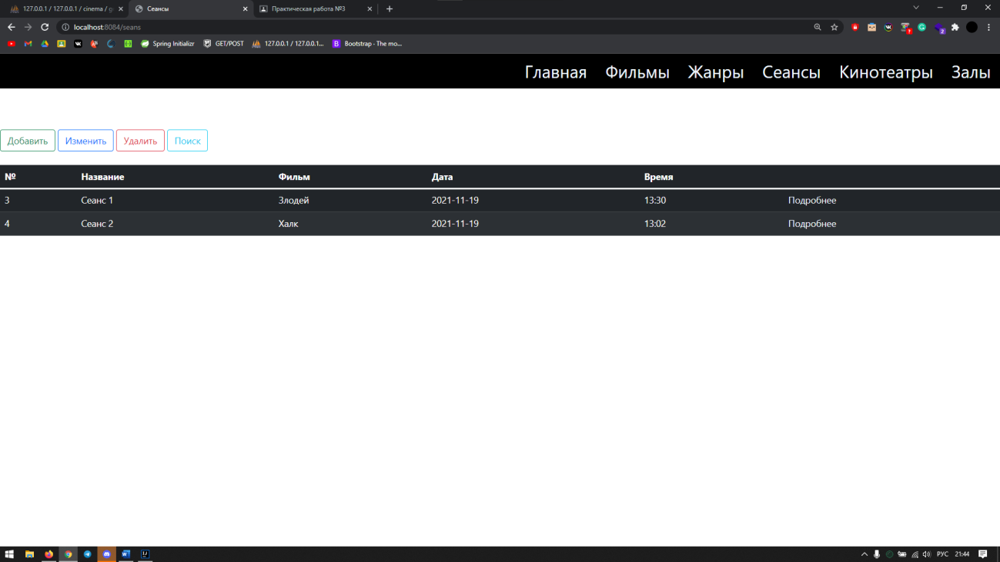 127.0.0.1 / 127.0.0.1 / cinema / g Сеансы Практическая работа №3
localhost:8084/seans
Spring Initializr GET/POST 127.0.0.1 / 127.0.0.1... Bootstrap - The mo...
Главная Фильмы Жанры Сеансы Кинотеатры Залы
Добавить Изменить Удалить Поиск
№ Название Фильм Дата Время
3 Сеанс 1 Злодей 2021-11-19 13:30 Подробнее
4 Сеанс 2 Халк 2021-11-19 13:02 Подробнее
РУС 21:44